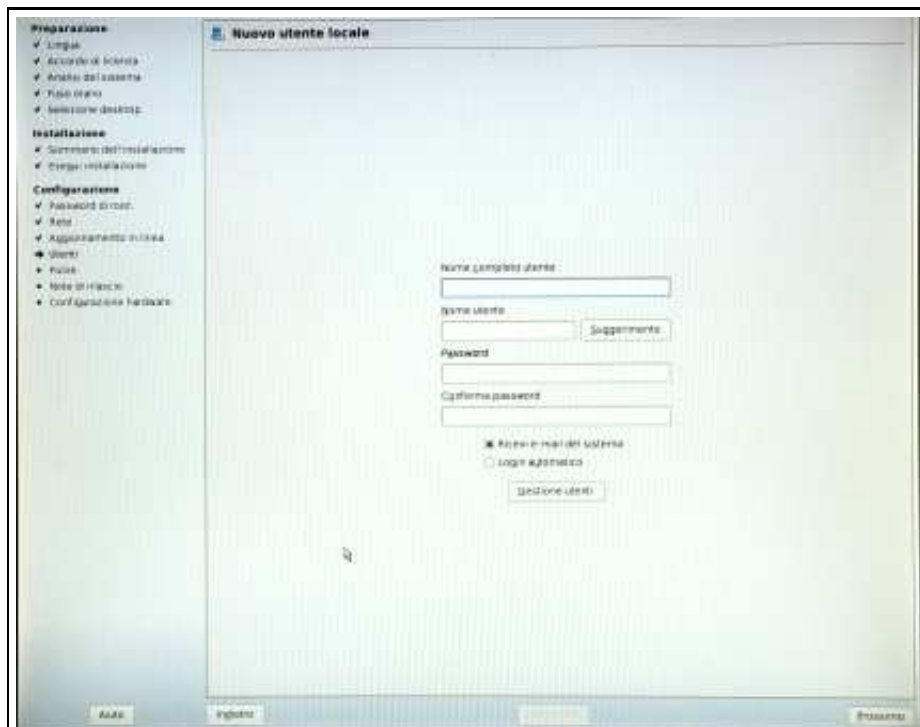 Preparazione
Lingua
Accordo di licenza
Analisi del sistema
Fuso orario
Selezione desktop
Installazione
Sommario dell'installazione
Esegui installazione
Configurazione
Password di root
Rete
Aggiornamento in linea
Utenti
Pulizia
Note di rilascio
Configurazione hardware
Nuovo utente locale
Nome completo utente
Nome utente
Suggerimento
Password
Conferma password
Ricevi e-mail del sistema
Login automatico
Gestione utenti
Aiuto
Indietro
Prossimo